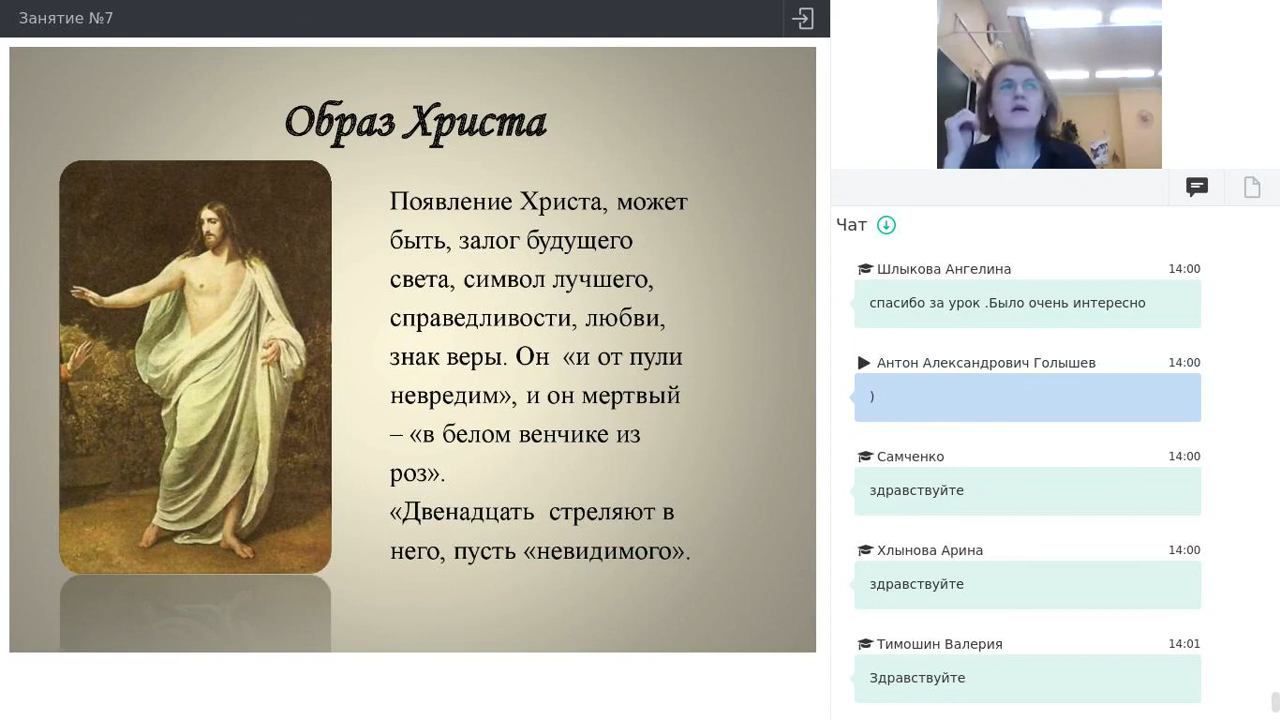 Занятие №7
Образ Христа
Появление Христа, может
быть, залог будущего
света, символ лучшего,
справедливости, любви,
знак веры. Он «и от пули
невредим», и он мертвый
– «в белом венчике из
роз».
«Двенадцать стреляют в
него, пусть «невидимого».
Чат
Шлыкова Ангелина 14:00
спасибо за урок .Было очень интересно
Антон Александрович Голышев 14:00
)
Самченко 14:00
здравствуйте
Хлынова Арина 14:00
здравствуйте
Тимошин Валерия 14:01
Здравствуйте